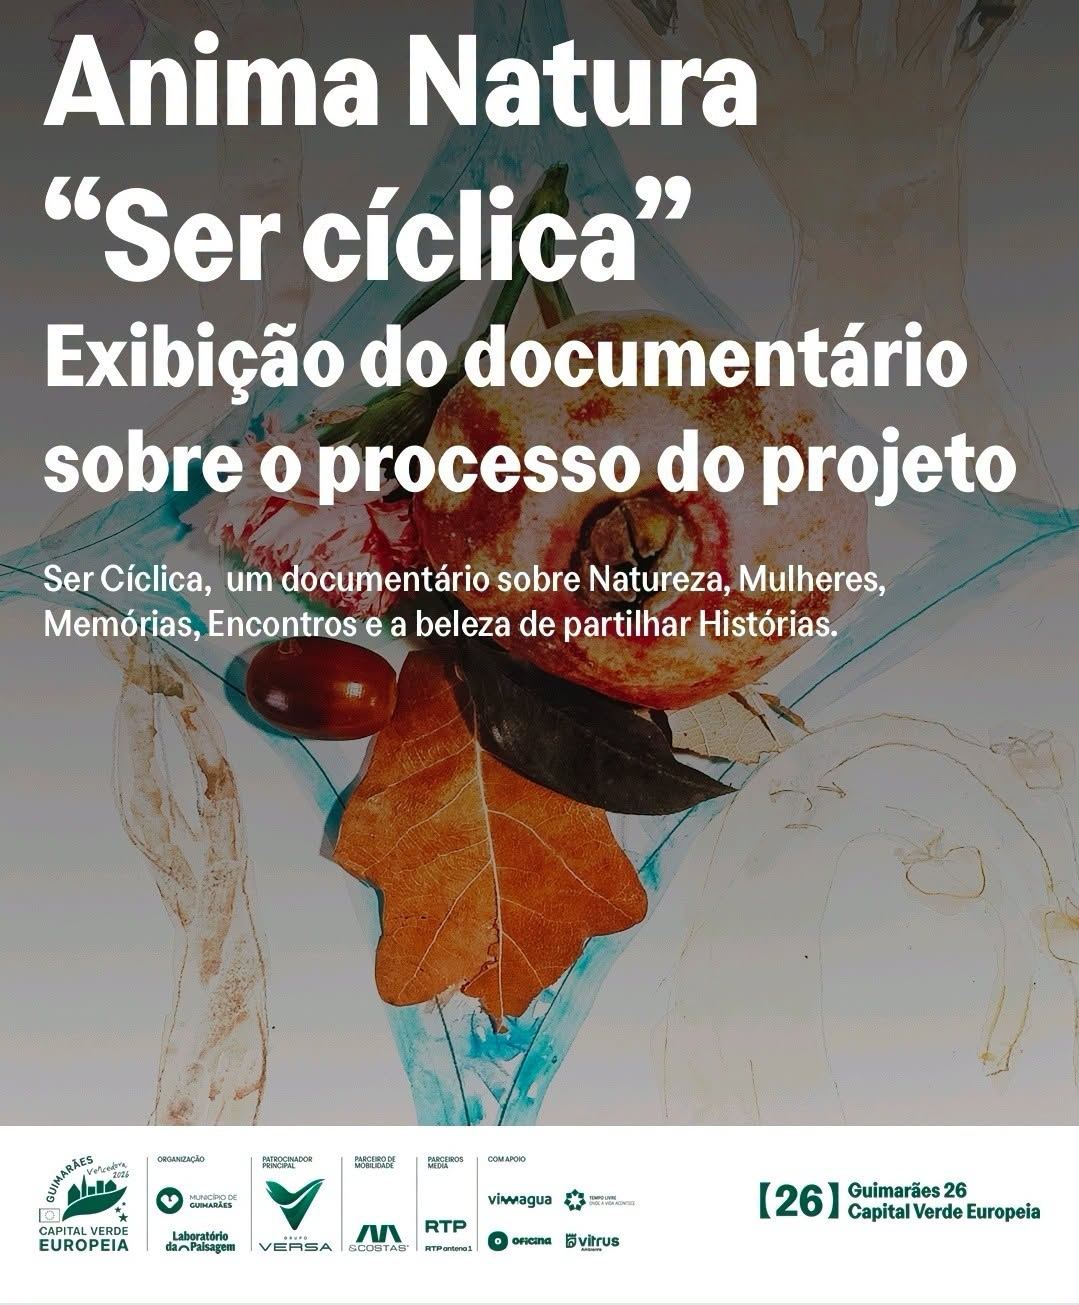 Anima Natura
“Ser cíclica”
Exibição do documentário
sobre o processo do projeto
Ser Cíclica, um documentário sobre Natureza, Mulheres,
Memórias, Encontros e a beleza de partilhar Histórias.
GUIMARÃES
Vencedora 2026
CAPITAL VERDE
EUROPEIA
ORGANIZAÇÃO
MUNICÍPIO DE
GUIMARÃES
Laboratório
da Paisagem
PATROCINADOR
PRINCIPAL
GRUPO
VERSA
PARCEIRO DE
MOBILIDADE
&COSTAS
PARCEIROS
MEDIA
RTP
RTP antena 1
COM APOIO
vimagua
TEMPO LIVRE
ONDE A VIDA ACONTECE
oficina
vitrus
Ambiente
[26]
Guimarães 26
Capital Verde Europeia